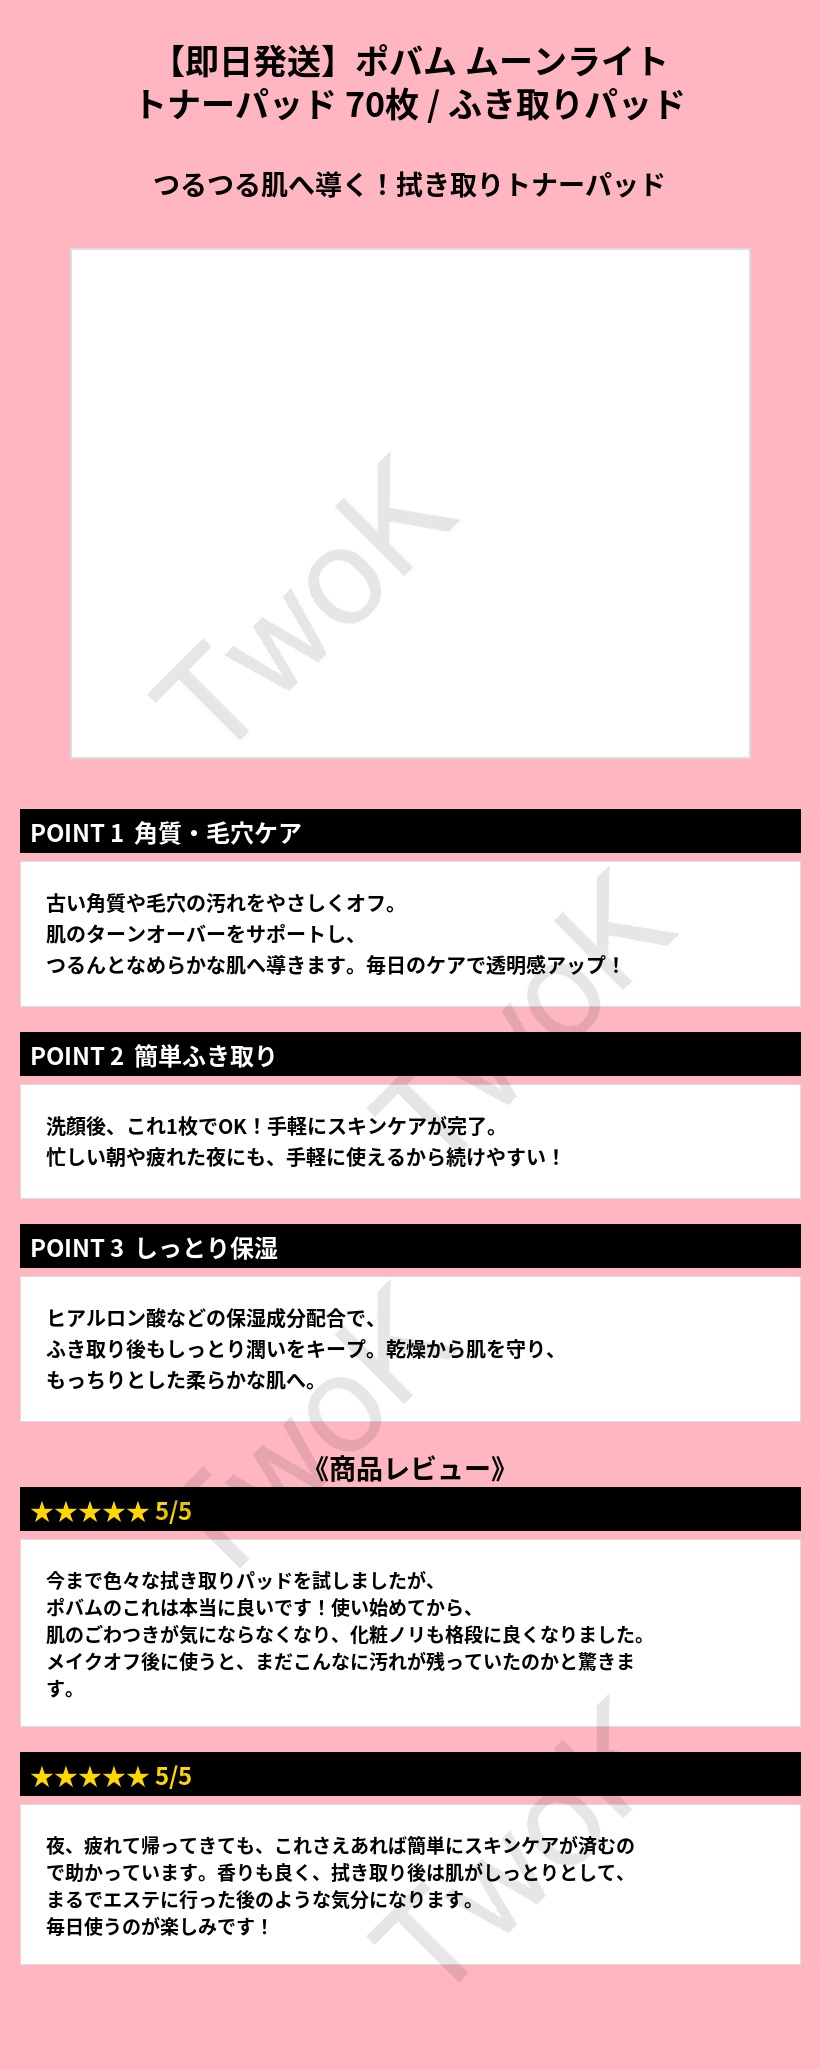 【即日発送】ポバム ムーンライト
トナーパッド 70枚 / ふき取りパッド
つるつる肌へ導く！拭き取りトナーパッド
TwoK
POINT 1 角質・毛穴ケア
古い角質や毛穴の汚れをやさしくオフ。
肌のターンオーバーをサポートし、
つるんとなめらかな肌へ導きます。毎日のケアで透明感アップ！
TwoK
POINT 2 簡単ふき取り
洗顔後、これ1枚でOK！手軽にスキンケアが完了。
忙しい朝や疲れた夜にも、手軽に使えるから続けやすい！
POINT 3 しっとり保湿
ヒアルロン酸などの保湿成分配合で、
ふき取り後もしっとり潤いをキープ。乾燥から肌を守り、
もっちりとした柔らかな肌へ。
TwoK
《商品レビュー》
★★★★★ 5/5
今まで色々な拭き取りパッドを試しましたが、
ポバムのこれは本当に良いです！使い始めてから、
肌のごわつきが気にならなくなり、化粧ノリも格段に良くなりました。
メイクオフ後に使うと、まだこんなに汚れが残っていたのかと驚きま
す。
★★★★★ 5/5
夜、疲れて帰ってきても、これさえあれば簡単にスキンケアが済むの
で助かっています。香りも良く、拭き取り後は肌がしっとりとして、
まるでエステに行った後のような気分になります。
毎日使うのが楽しみです！
TwoK